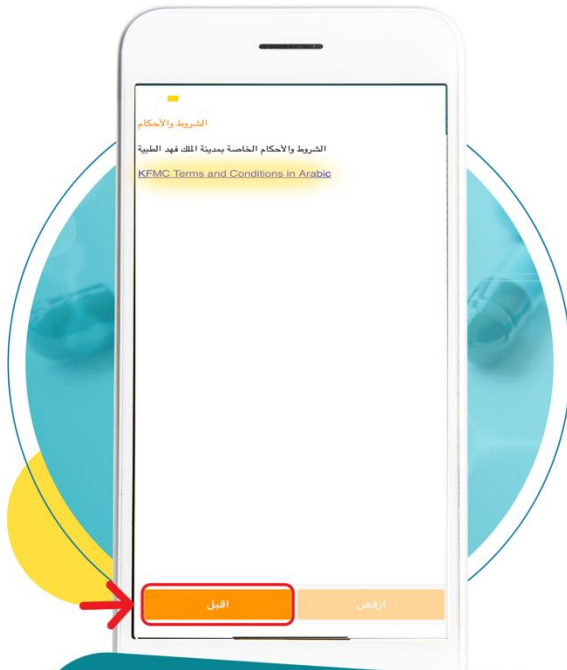 الشروط والأحكام
الشروط والأحكام الخاصة بمدينة الملك فهد الطبية
KFMC Terms and Conditions in Arabic
اقبل
ارفض